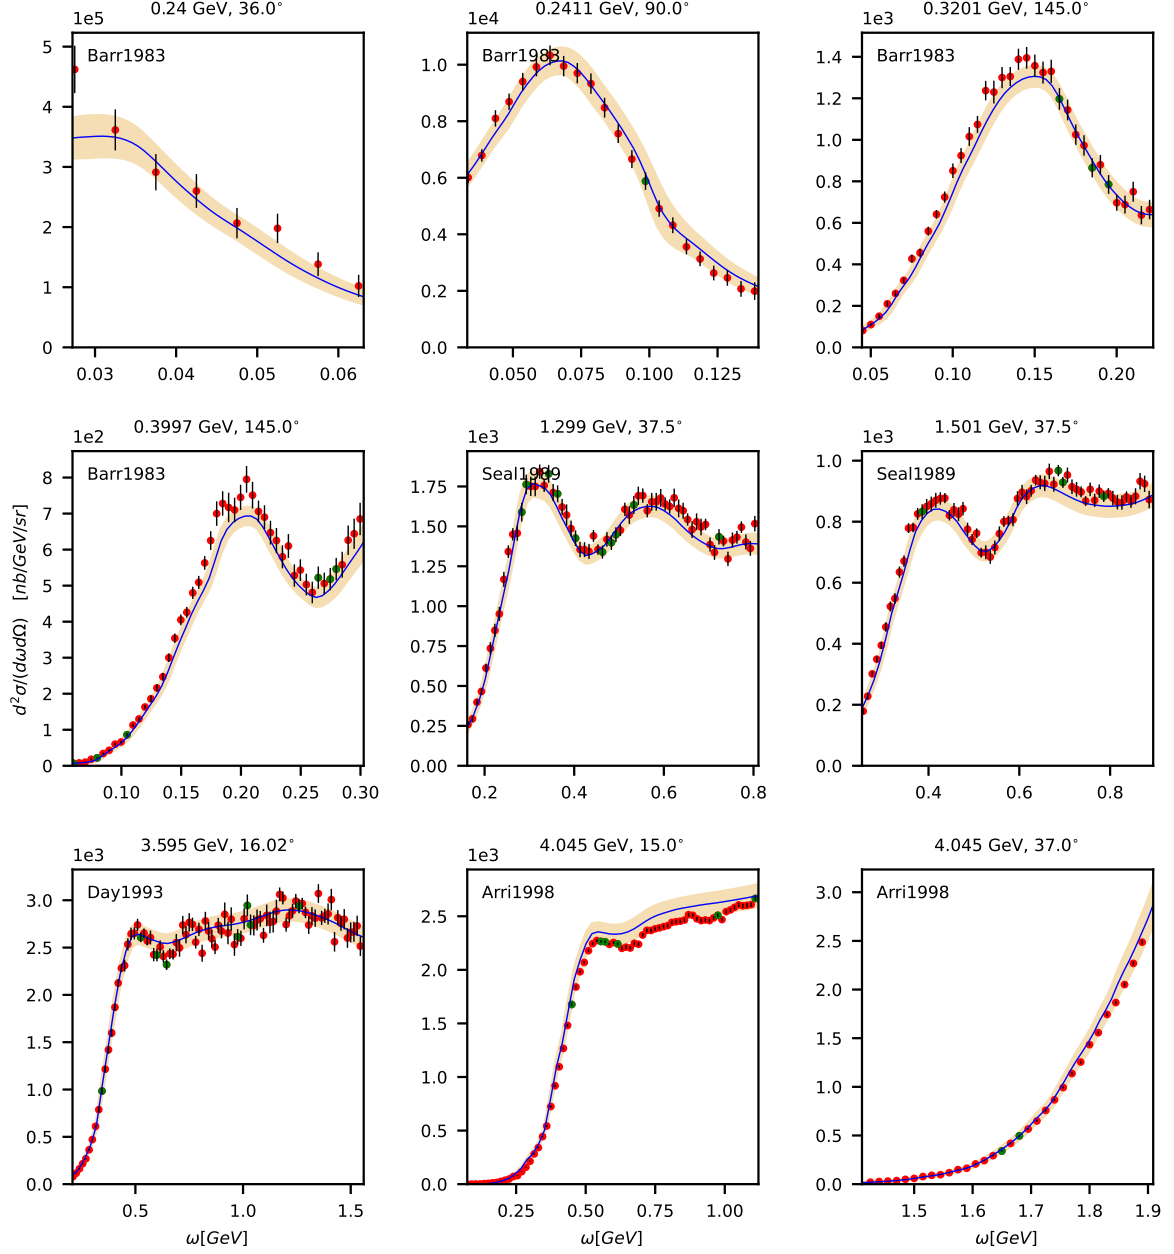 1e5
0.24 GeV, 36.0°
Barr1983
5
4
3
2
1
0
0.03 0.04 0.05 0.06
1e4
0.2411 GeV, 90.0°
Barr1983
1.0
0.8
0.6
0.4
0.2
0.0
0.050 0.075 0.100 0.125
1e3
0.3201 GeV, 145.0°
Barr1983
1.4
1.2
1.0
0.8
0.6
0.4
0.2
0.0
0.05 0.10 0.15 0.20
1e2
0.3997 GeV, 145.0°
Barr1983
8
7
6
5
4
3
2
1
0
0.10 0.15 0.20 0.25 0.30
d²σ/(dωdΩ) [nb/GeV/sr]
1e3
1.299 GeV, 37.5°
Seal1989
1.75
1.50
1.25
1.00
0.75
0.50
0.25
0.00
0.2 0.4 0.6 0.8
1e3
1.501 GeV, 37.5°
Seal1989
1.0
0.8
0.6
0.4
0.2
0.0
0.4 0.6 0.8
1e3
3.595 GeV, 16.02°
Day1993
3.0
2.5
2.0
1.5
1.0
0.5
0.0
0.5 1.0 1.5
ω[GeV]
1e3
4.045 GeV, 15.0°
Arri1998
2.5
2.0
1.5
1.0
0.5
0.0
0.25 0.50 0.75 1.00
ω[GeV]
4.045 GeV, 37.0°
Arri1998
3.0
2.5
2.0
1.5
1.0
0.5
0.0
1.5 1.6 1.7 1.8 1.9
ω[GeV]